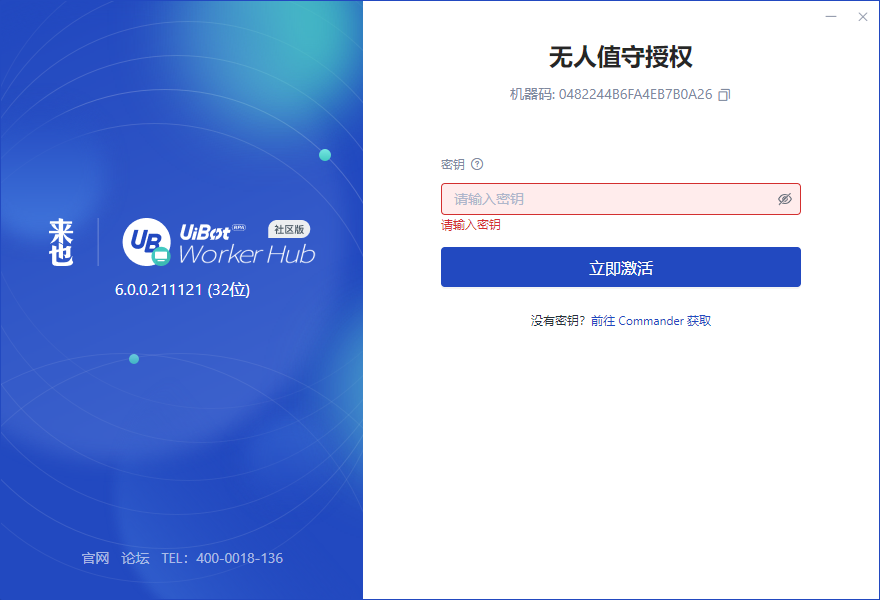 来也
UB
UiBot RPA 社区版
Worker Hub
6.0.0.211121 (32位)
官网 论坛 TEL：400-0018-136
无人值守授权
机器码: 0482244B6FA4EB7B0A26
密钥 ?
请输入密钥
请输入密钥
立即激活
没有密钥? 前往 Commander 获取